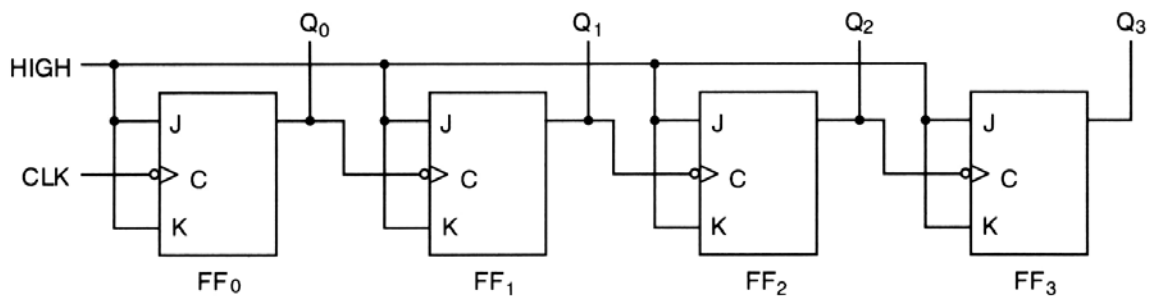 Q0 Q1 Q2 Q3
HIGH
J J J J
CLK C C C C
K K K K
FF0 FF1 FF2 FF3